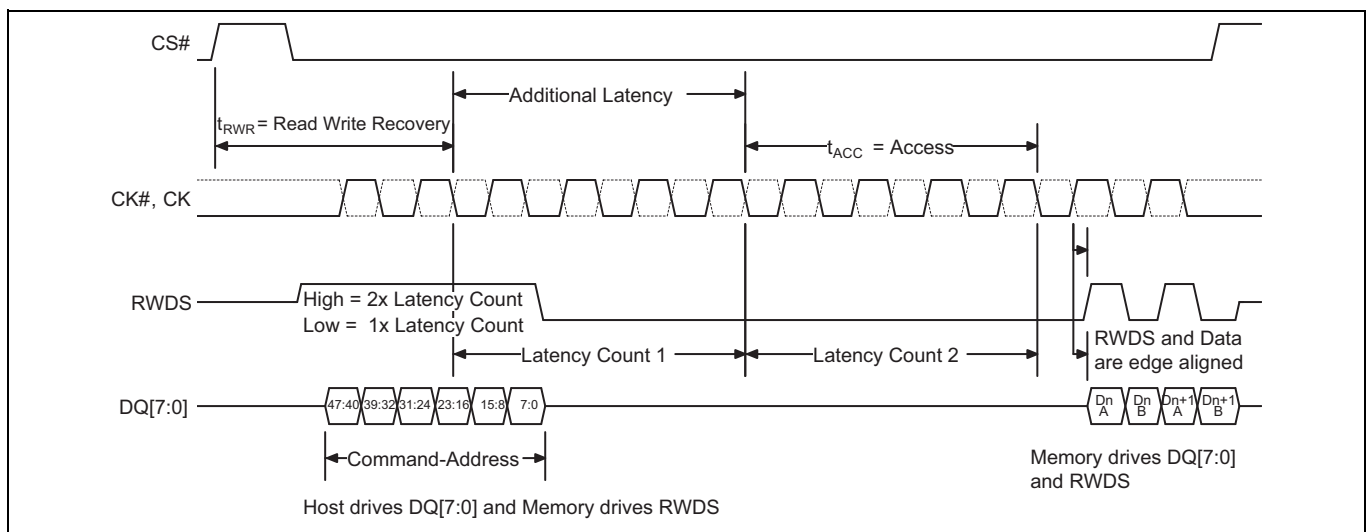 CS#
Additional Latency
tRWR = Read Write Recovery
tACC = Access
CK#, CK
RWDS
High = 2x Latency Count
Low = 1x Latency Count
RWDS and Data
are edge aligned
Latency Count 1
Latency Count 2
DQ[7:0]
47:40 39:32 31:24 23:16 15:8 7:0
Dn A
Dn B
Dn+1 A
Dn+1 B
Command-Address
Memory drives DQ[7:0]
and RWDS
Host drives DQ[7:0] and Memory drives RWDS